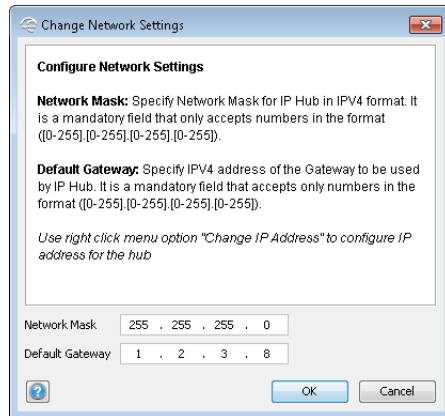 Change Network Settings
Configure Network Settings
Network Mask: Specify Network Mask for IP Hub in IPV4 format. It
is a mandatory field that only accepts numbers in the format
([0-255].[0-255].[0-255].[0-255]).
Default Gateway: Specify IPV4 address of the Gateway to be used
by IP Hub. It is a mandatory field that accepts only numbers in the
format ([0-255].[0-255].[0-255].[0-255]).
Use right click menu option "Change IP Address" to configure IP
address for the hub
Network Mask 255 . 255 . 255 . 0
Default Gateway 1 . 2 . 3 . 8
? OK Cancel